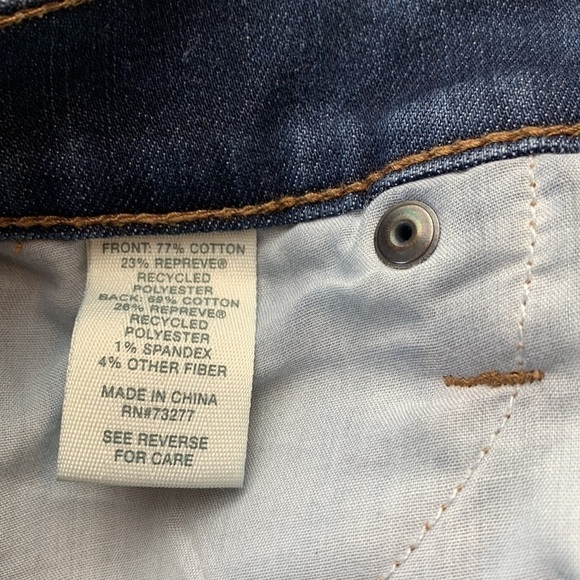 FRONT: 77% COTTON
23% REPREVE®
RECYCLED
POLYESTER
BACK: 69% COTTON
26% REPREVE®
RECYCLED
POLYESTER
1% SPANDEX
4% OTHER FIBER
MADE IN CHINA
RN#73277
SEE REVERSE
FOR CARE